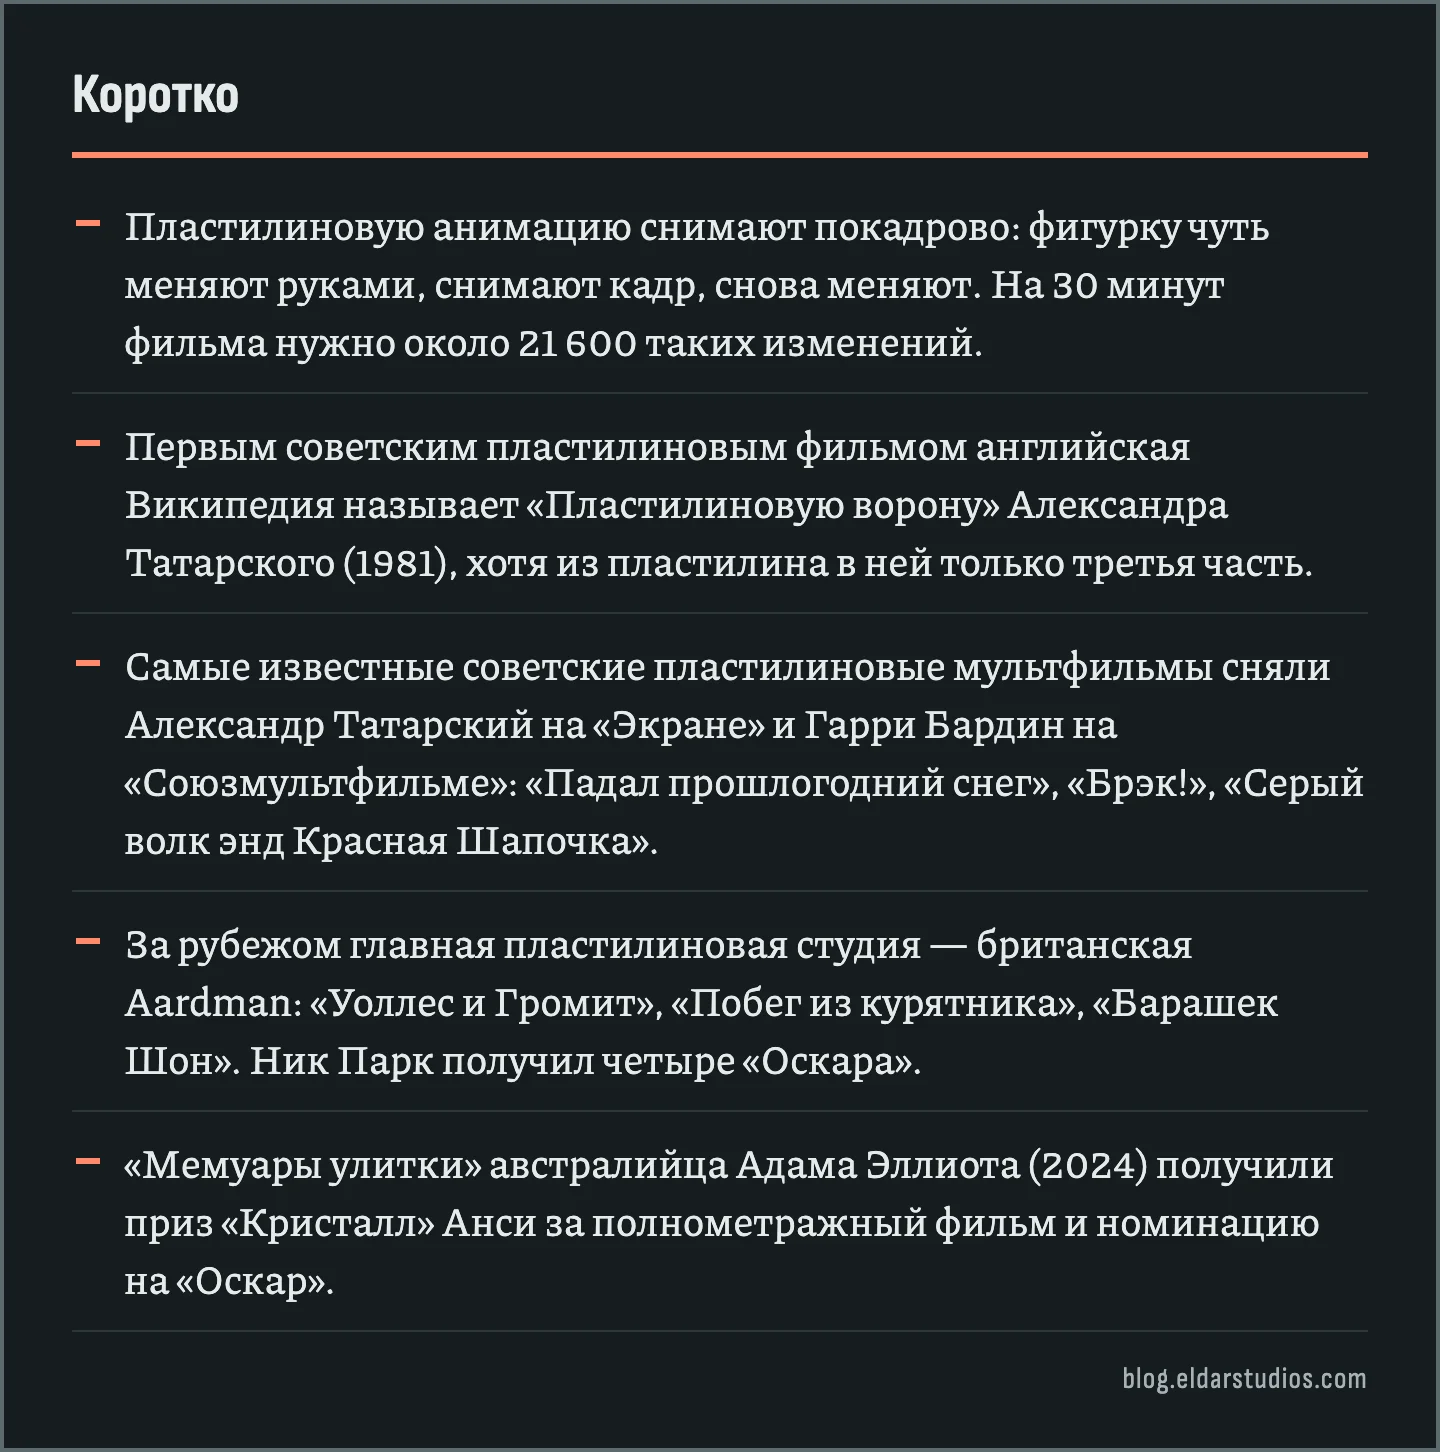 Коротко
– Пластилиновую анимацию снимают покадрово: фигурку чуть
меняют руками, снимают кадр, снова меняют. На 30 минут
фильма нужно около 21 600 таких изменений.
– Первым советским пластилиновым фильмом английская
Википедия называет «Пластилиновую ворону» Александра
Татарского (1981), хотя из пластилина в ней только третья часть.
– Самые известные советские пластилиновые мультфильмы сняли
Александр Татарский на «Экране» и Гарри Бардин на
«Союзмультфильме»: «Падал прошлогодний снег», «Брэк!», «Серый
волк энд Красная Шапочка».
– За рубежом главная пластилиновая студия — британская
Aardman: «Уоллес и Громит», «Побег из курятника», «Барашек
Шон». Ник Парк получил четыре «Оскара».
– «Мемуары улитки» австралийца Адама Эллиота (2024) получили
приз «Кристалл» Анси за полнометражный фильм и номинацию
на «Оскар».
blog.eldarstudios.com